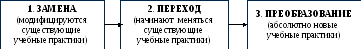 1. ЗАМЕНА
(модифицируются
существующие
учебные практики)
2. ПЕРЕХОД
(начинают меняться
существующие
учебные практики)
3. ПРЕОБРАЗОВАНИЕ
(абсолютно новые
учебные практики)